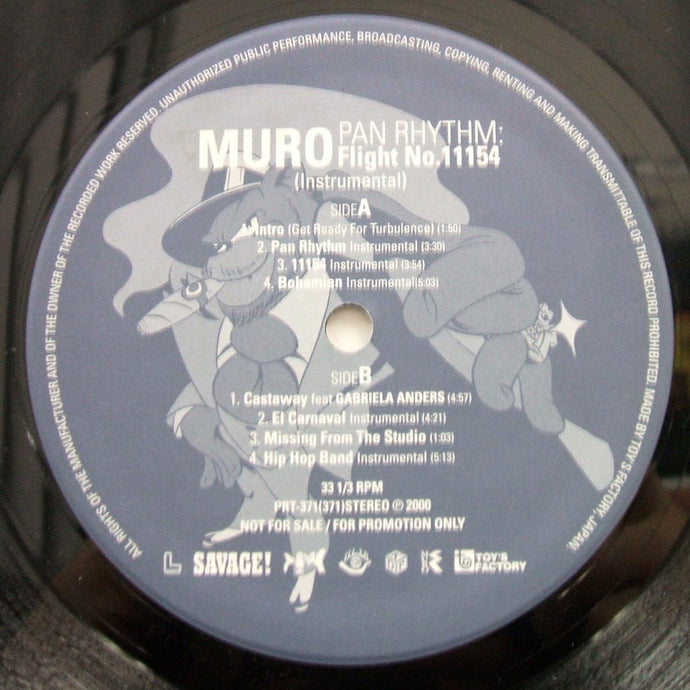 ALL RIGHTS OF THE MANUFACTURER AND OF THE OWNER OF THE RECORDED WORK RESERVED. UNAUTHORIZED PUBLIC PERFORMANCE, BROADCASTING, COPYING, RENTING AND MAKING TRANSMITTABLE OF THIS RECORD PROHIBITED. MADE BY TOY'S FACTORY, JAPAN.
MURO PAN RHYTHM:
Flight No.11154
(Instrumental)
SIDE A
Intro (Get Ready For Turbulence) (1:50)
2. Pan Rhythm Instrumental (3:30)
3. 11154 Instrumental (3:54)
4. Bohemian Instrumental(5:03)
SIDE B
1. Castaway feat GABRIELA ANDERS (4:57)
2. El Carnaval Instrumental (4:21)
3. Missing From The Studio (1:03)
4. Hip Hop Band Instrumental (5:13)
33 1/3 RPM
PRT-371(371)STEREO ℗ 2000
NOT FOR SALE / FOR PROMOTION ONLY
SAVAGE! TOY'S FACTORY